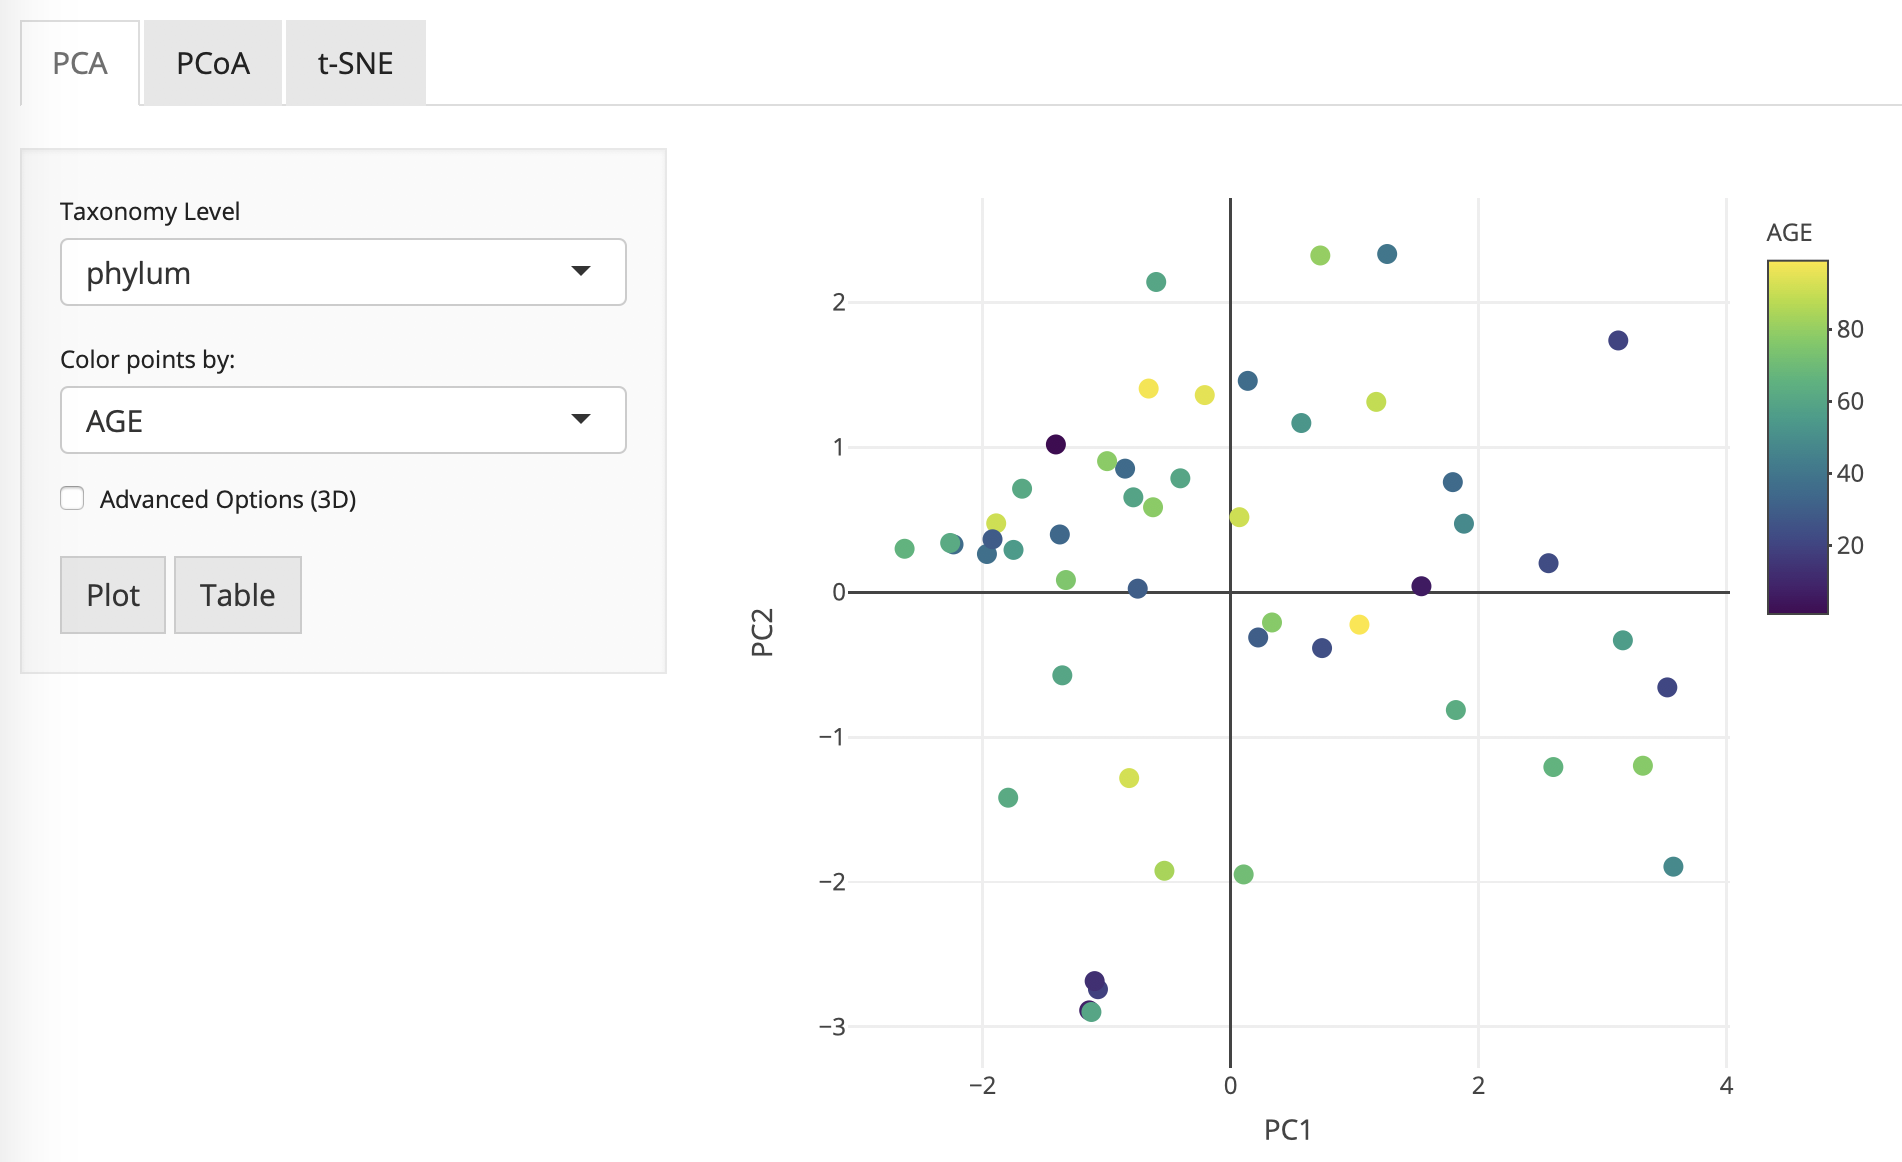 PCA PCoA t-SNE
Taxonomy Level
phylum
Color points by:
AGE
Advanced Options (3D)
Plot Table
AGE
80
60
40
20
2
1
0
−1
−2
−3
PC2
−2 0 2 4
PC1